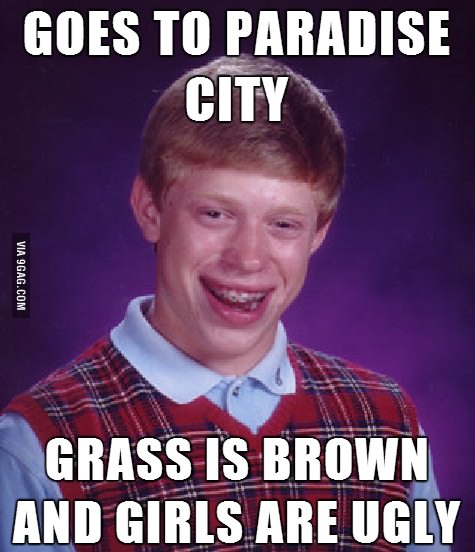 GOES TO PARADISE
CITY
VIA 9GAG.COM
GRASS IS BROWN
AND GIRLS ARE UGLY